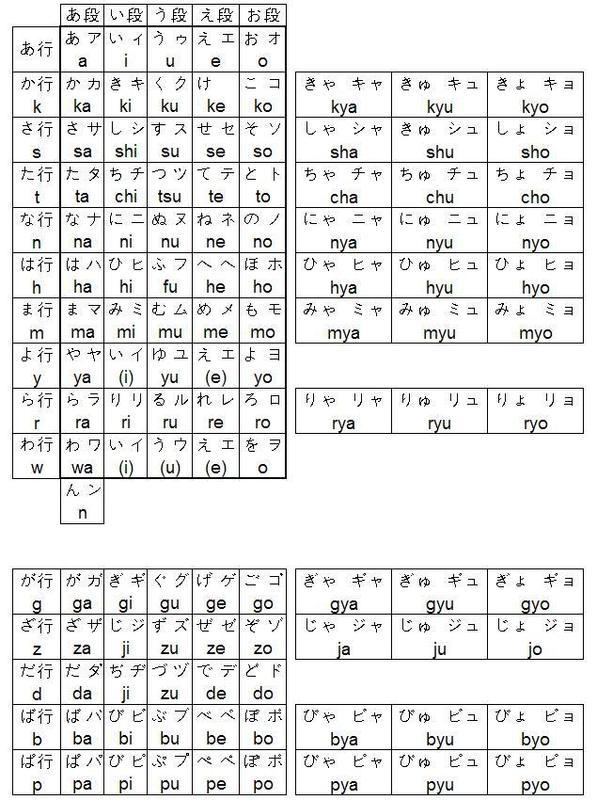 あ段 い段 う段 え段 お段
あ行 あ ア い ィ う ゥ え エ お オ
a i u e o
か行 か カ き キ く ク け こ コ きゃ キャ きゅ キュ きょ キョ
k ka ki ku ke ko kya kyu kyo
さ行 さ サ し シ す ス せ セ そ ソ しゃ シャ きゅ シュ しょ ショ
s sa shi su se so sha shu sho
た行 た タ ち チ つ ツ て テ と ト ちゃ チャ ちゅ チュ ちょ チョ
t ta chi tsu te to cha chu cho
な行 な ナ に ニ ぬ ヌ ね ネ の ノ にゃ ニャ にゅ ニュ にょ ニョ
n na ni nu ne no nya nyu nyo
は行 は ハ ひ ヒ ふ フ へ ヘ ほ ホ ひゃ ヒャ ひゅ ヒュ ひょ ヒョ
h ha hi fu he ho hya hyu hyo
ま行 ま マ み ミ む ム め メ も モ みゃ ミャ みゅ ミュ みょ ミョ
m ma mi mu me mo mya myu myo
よ行 や ヤ い イ ゆ ユ え エ よ ヨ
y ya (i) yu (e) yo
ら行 ら ラ り リ る ル れ レ ろ ロ りゃ リャ りゅ リュ りょ リョ
r ra ri ru re ro rya ryu ryo
わ行 わ ワ い イ う ウ え エ を ヲ
w wa (i) (u) (e) o
ん ン
n
が行 が ガ ぎ ギ ぐ グ げ ゲ ご ゴ ぎゃ ギャ ぎゅ ギュ ぎょ ギョ
g ga gi gu ge go gya gyu gyo
ざ行 ざ ザ じ ジ ず ズ ぜ ゼ ぞ ゾ じゃ ジャ じゅ ジュ じょ ジョ
z za ji zu ze zo ja ju jo
だ行 だ ダ ぢ ヂ づ ヅ で デ ど ド
d da ji zu de do
ば行 ば バ び ビ ぶ ブ べ ベ ぼ ボ びゃ ビャ びゅ ビュ びょ ビョ
b ba bi bu be bo bya byu byo
ぱ行 ぱ パ ぴ ピ ぷ プ ぺ ペ ぽ ポ ぴゃ ピャ ぴゅ ピュ ぴょ ピョ
p pa pi pu pe po pya pyu pyo